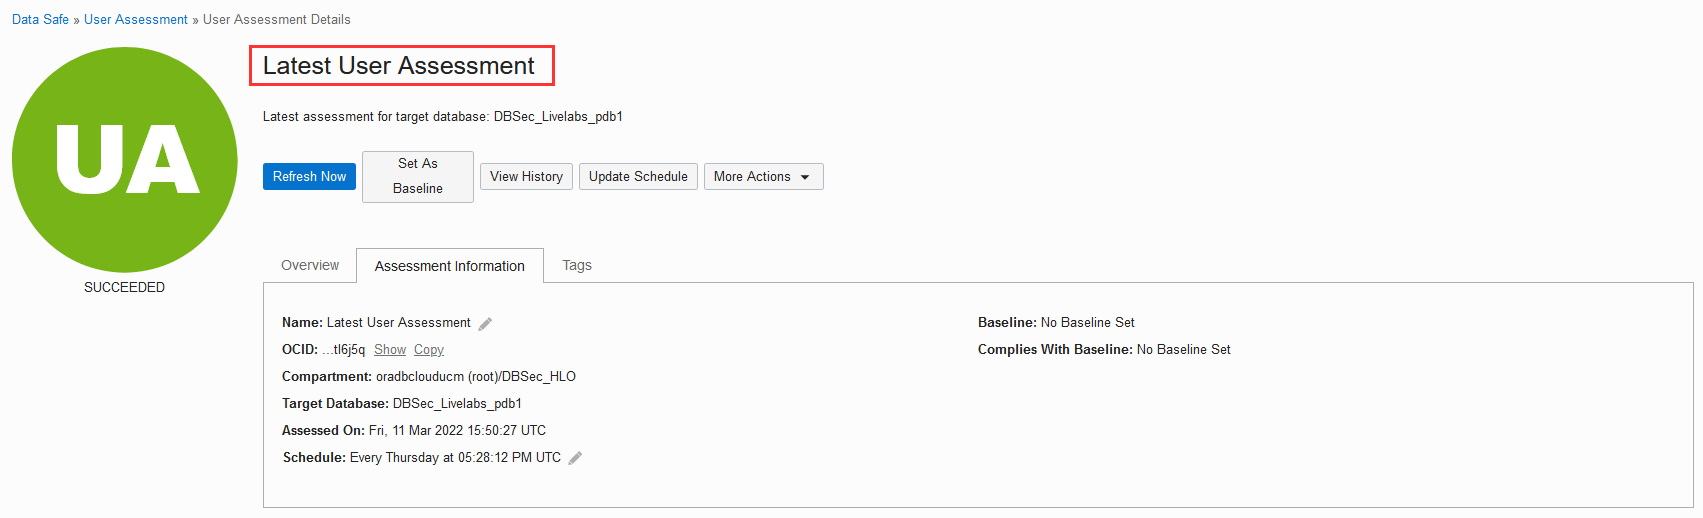 Data Safe » User Assessment » User Assessment Details
UA
SUCCEEDED
Latest User Assessment
Latest assessment for target database: DBSec_Livelabs_pdb1
Refresh Now
Set As
Baseline
View History
Update Schedule
More Actions
Overview
Assessment Information
Tags
Name: Latest User Assessment
OCID: ...tl6j5q Show Copy
Compartment: oradbclouducm (root)/DBSec_HLO
Target Database: DBSec_Livelabs_pdb1
Assessed On: Fri, 11 Mar 2022 15:50:27 UTC
Schedule: Every Thursday at 05:28:12 PM UTC
Baseline: No Baseline Set
Complies With Baseline: No Baseline Set